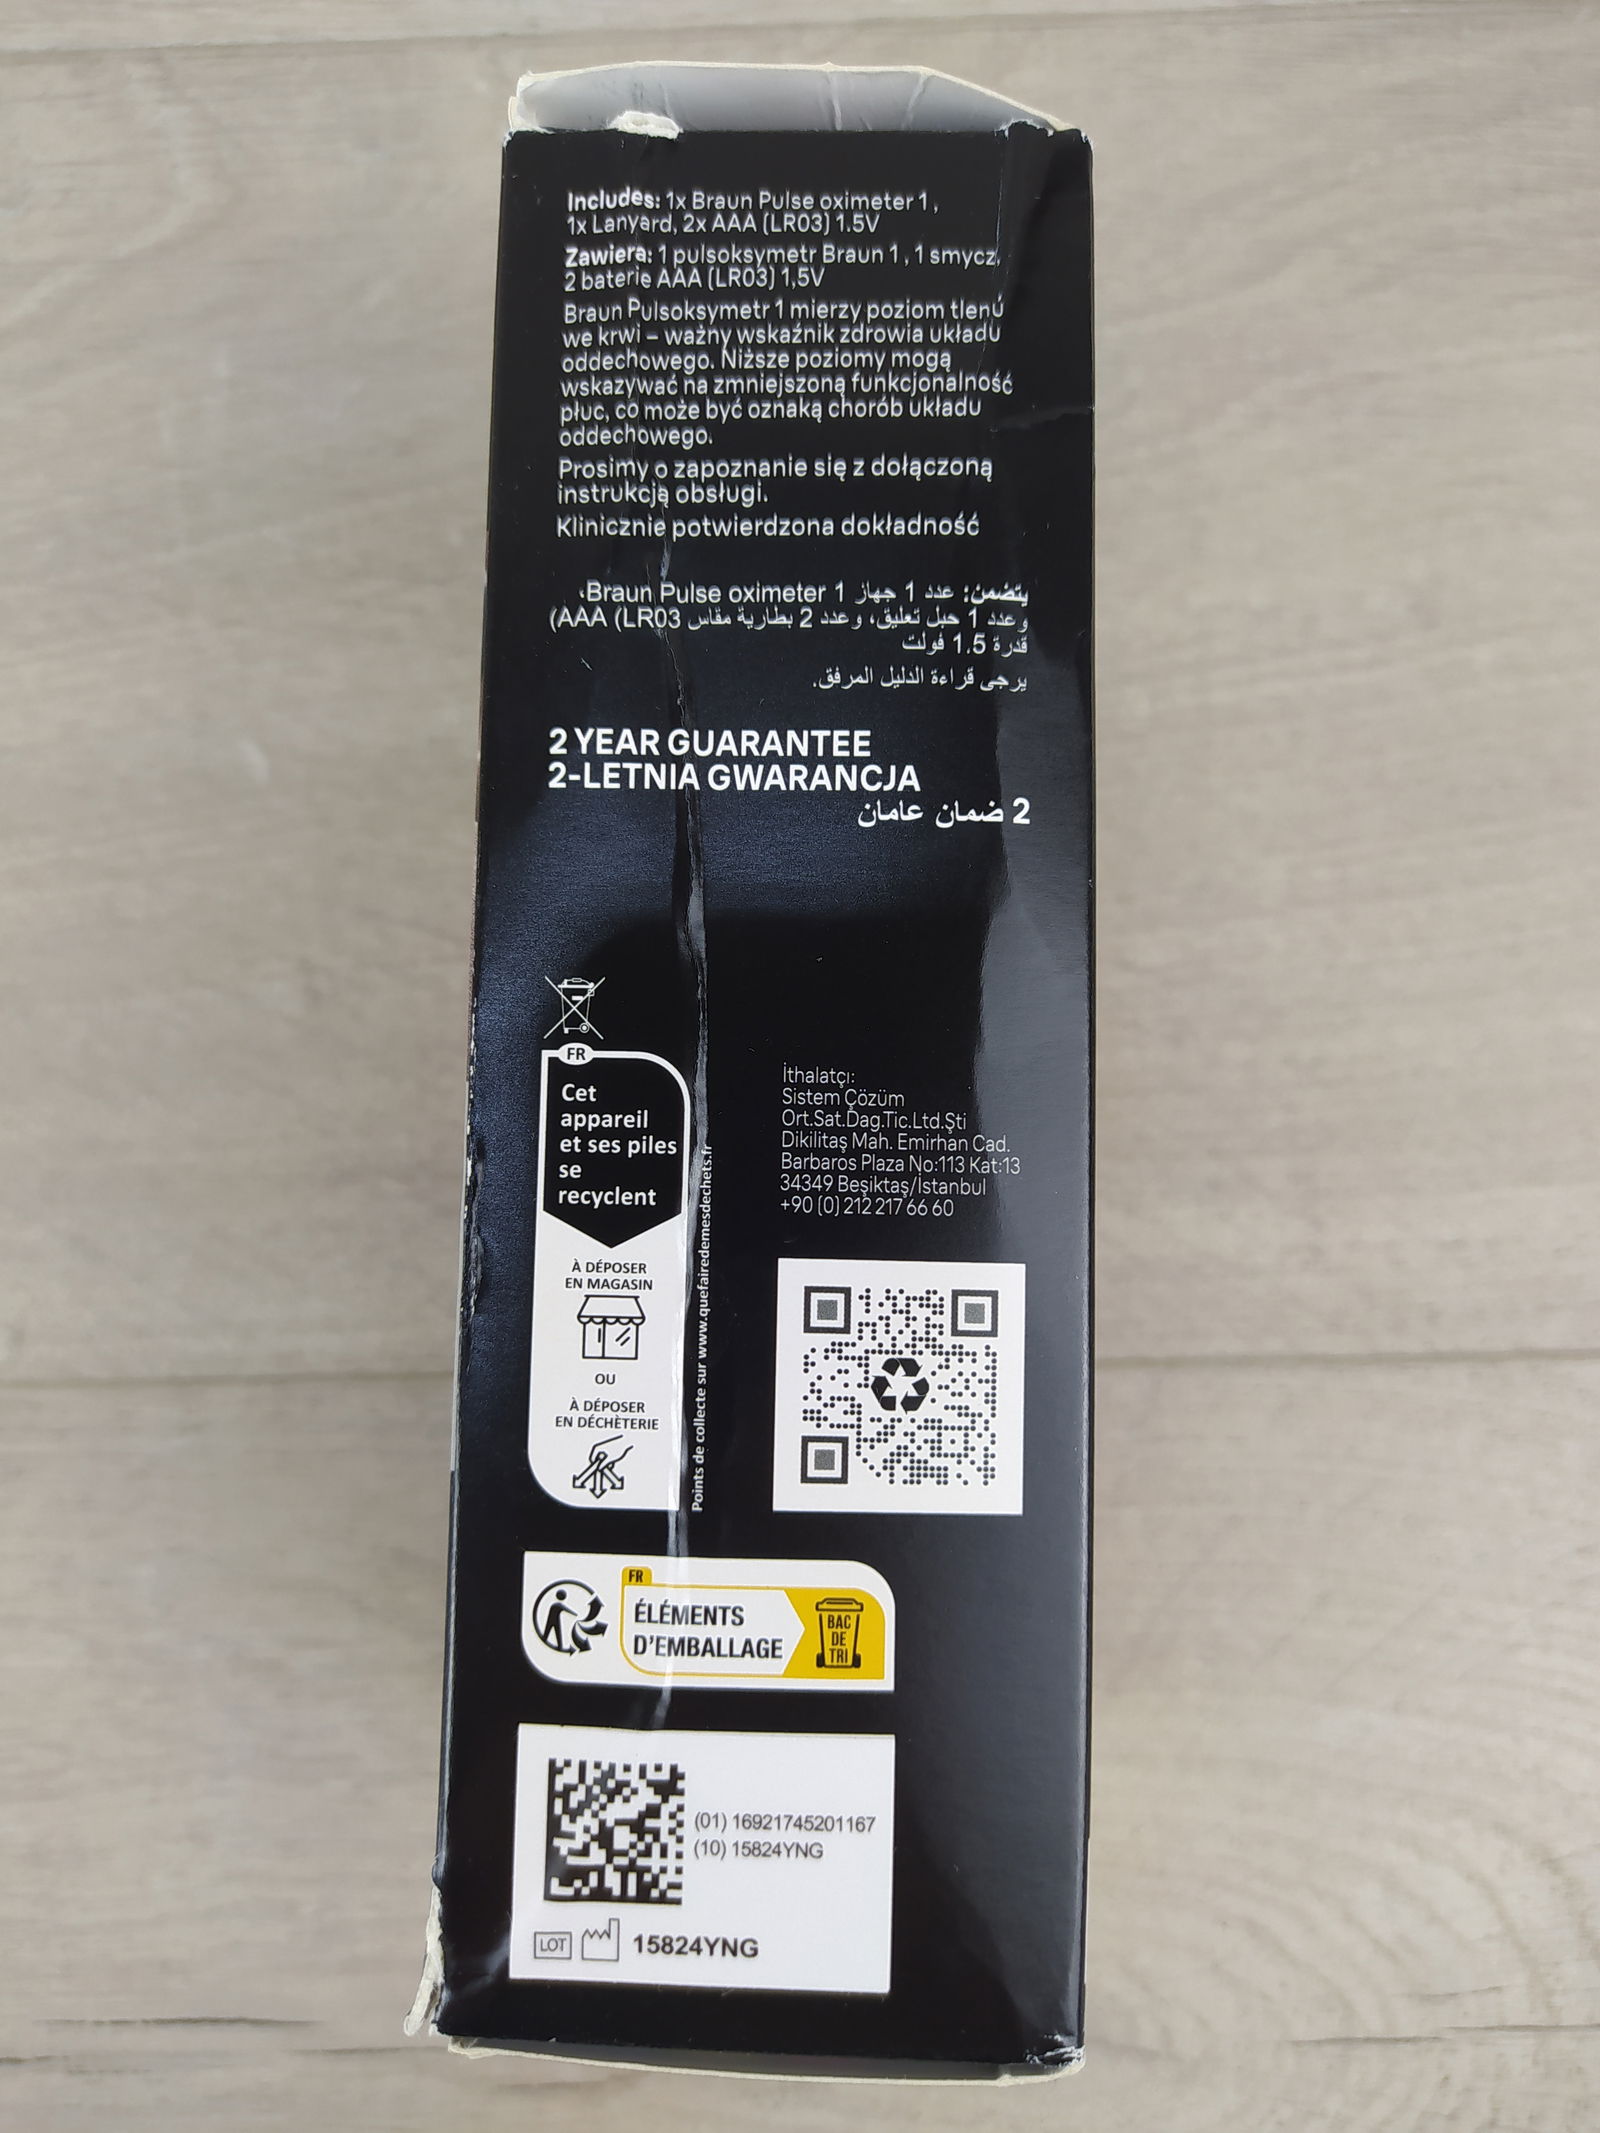 Includes: 1x Braun Pulse oximeter 1 ,
1x Lanyard, 2x AAA (LR03) 1.5V
Zawiera: 1 pulsoksymetr Braun 1 , 1 smycz,
2 baterie AAA (LR03) 1,5V
Braun Pulsoksymetr 1 mierzy poziom tlenu
we krwi – ważny wskaźnik zdrowia układu
oddechowego. Niższe poziomy mogą
wskazywać na zmniejszoną funkcjonalność
płuc, co może być oznaką chorób układu
oddechowego.
Prosimy o zapoznanie się z dołączoną
instrukcją obsługi.
Klinicznie potwierdzona dokładność
يتضمن: عدد 1 جهاز Braun Pulse oximeter 1،
وعدد 1 حبل تعليق، وعدد 2 بطارية مقاس AAA (LR03)
قدرة 1.5 فولت
يرجى قراءة الدليل المرفق.
2 YEAR GUARANTEE
2-LETNIA GWARANCJA
2 ضمان عامان
FR
Cet
appareil
et ses piles
se
recyclent
À DÉPOSER
EN MAGASIN
OU
À DÉPOSER
EN DÉCHÈTERIE
Points de collecte sur www.quefairedemesdechets.fr
İthalatçı:
Sistem Çözüm
Ort.Sat.Dag.Tic.Ltd.Şti
Dikilitaş Mah. Emirhan Cad.
Barbaros Plaza No:113 Kat:13
34349 Beşiktaş/İstanbul
+90 (0) 212 217 66 60
FR
ÉLÉMENTS
D'EMBALLAGE
BAC
DE
TRI
(01) 16921745201167
(10) 15824YNG
LOT 15824YNG